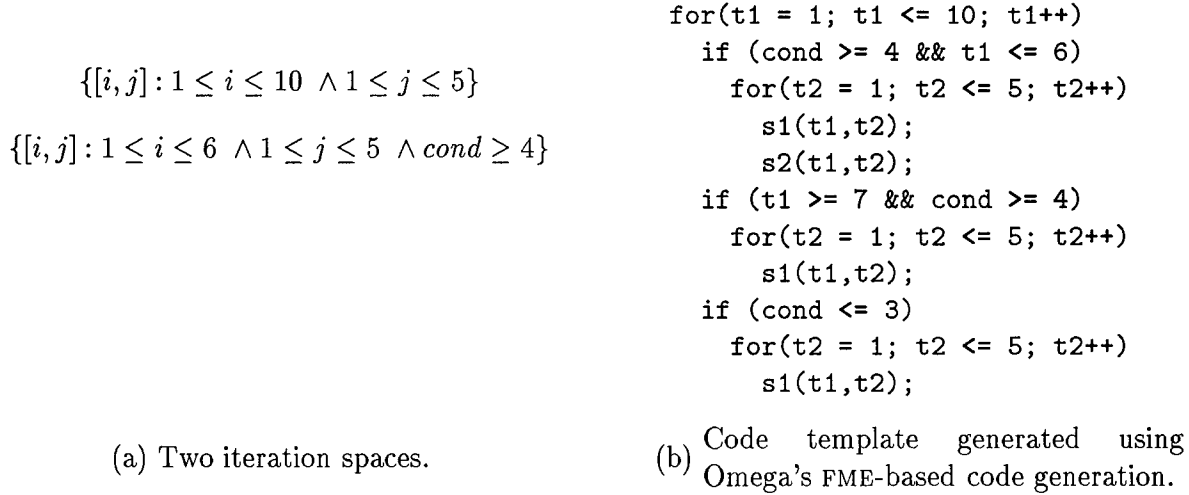 {[i, j] : 1 ≤ i ≤ 10 ∧ 1 ≤ j ≤ 5}
{[i, j] : 1 ≤ i ≤ 6 ∧ 1 ≤ j ≤ 5 ∧ cond ≥ 4}
(a) Two iteration spaces.
for(t1 = 1; t1 <= 10; t1++)
if (cond >= 4 && t1 <= 6)
for(t2 = 1; t2 <= 5; t2++)
s1(t1,t2);
s2(t1,t2);
if (t1 >= 7 && cond >= 4)
for(t2 = 1; t2 <= 5; t2++)
s1(t1,t2);
if (cond <= 3)
for(t2 = 1; t2 <= 5; t2++)
s1(t1,t2);
(b) Code template generated using
Omega's FME-based code generation.